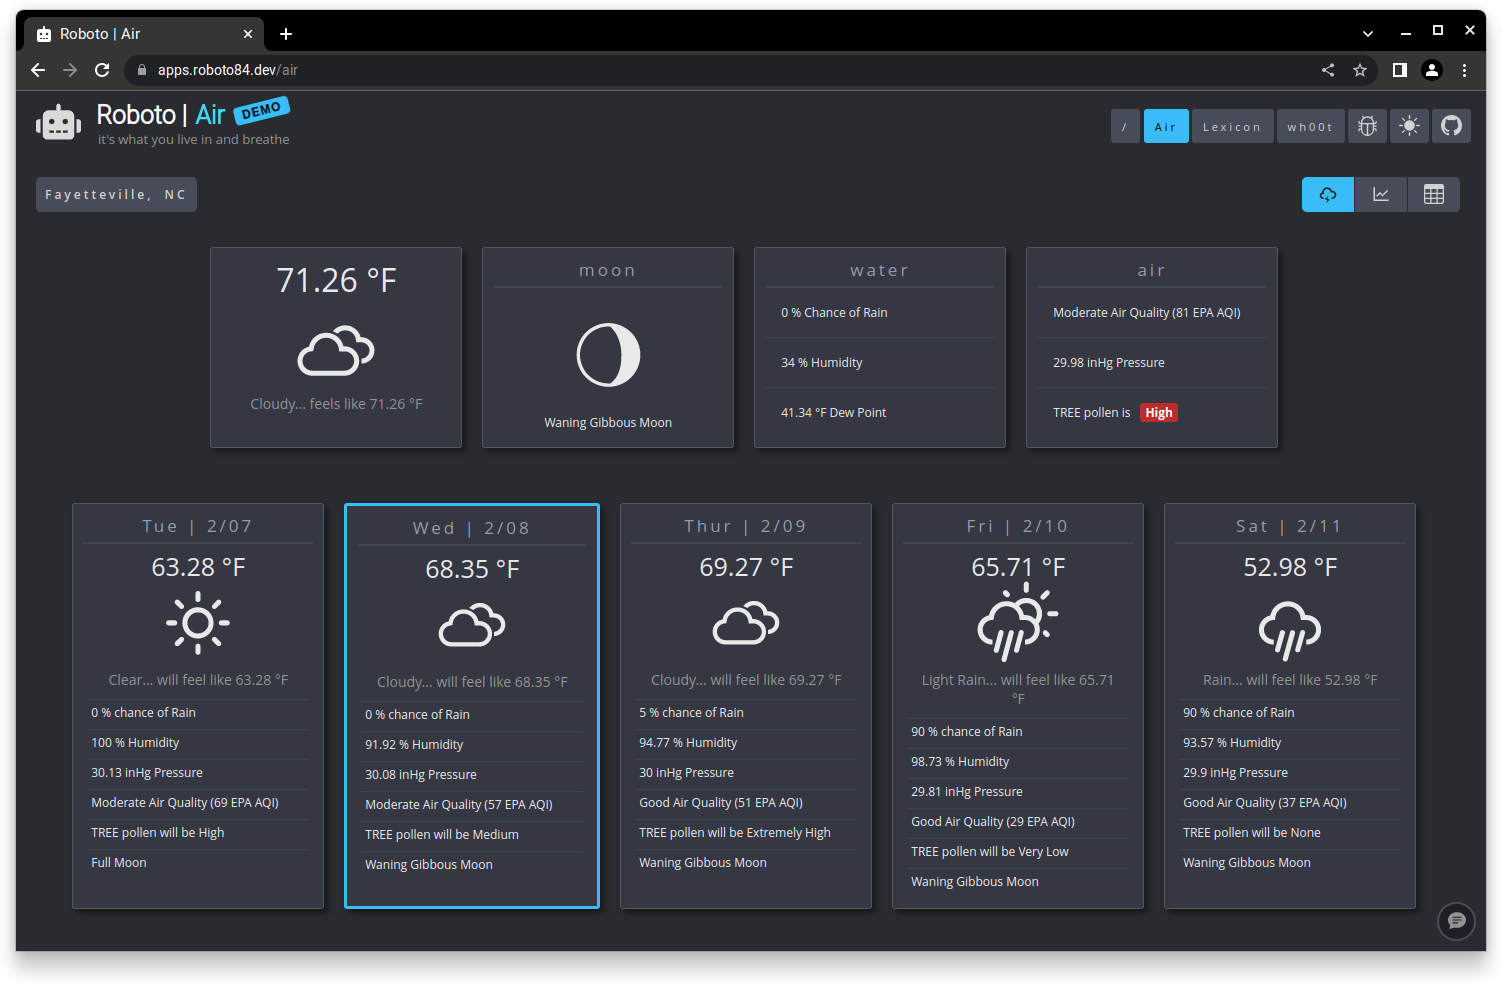 Roboto | Air
apps.roboto84.dev/air
Roboto | Air DEMO
it's what you live in and breathe
/ Air Lexicon wh00t
Fayetteville, NC
71.26 °F
Cloudy... feels like 71.26 °F
moon
Waning Gibbous Moon
water
0 % Chance of Rain
34 % Humidity
41.34 °F Dew Point
air
Moderate Air Quality (81 EPA AQI)
29.98 inHg Pressure
TREE pollen is High
Tue | 2/07
63.28 °F
Clear... will feel like 63.28 °F
0 % chance of Rain
100 % Humidity
30.13 inHg Pressure
Moderate Air Quality (69 EPA AQI)
TREE pollen will be High
Full Moon
Wed | 2/08
68.35 °F
Cloudy... will feel like 68.35 °F
0 % chance of Rain
91.92 % Humidity
30.08 inHg Pressure
Moderate Air Quality (57 EPA AQI)
TREE pollen will be Medium
Waning Gibbous Moon
Thur | 2/09
69.27 °F
Cloudy... will feel like 69.27 °F
5 % chance of Rain
94.77 % Humidity
30 inHg Pressure
Good Air Quality (51 EPA AQI)
TREE pollen will be Extremely High
Waning Gibbous Moon
Fri | 2/10
65.71 °F
Light Rain... will feel like 65.71
°F
90 % chance of Rain
98.73 % Humidity
29.81 inHg Pressure
Good Air Quality (29 EPA AQI)
TREE pollen will be Very Low
Waning Gibbous Moon
Sat | 2/11
52.98 °F
Rain... will feel like 52.98 °F
90 % chance of Rain
93.57 % Humidity
29.9 inHg Pressure
Good Air Quality (37 EPA AQI)
TREE pollen will be None
Waning Gibbous Moon